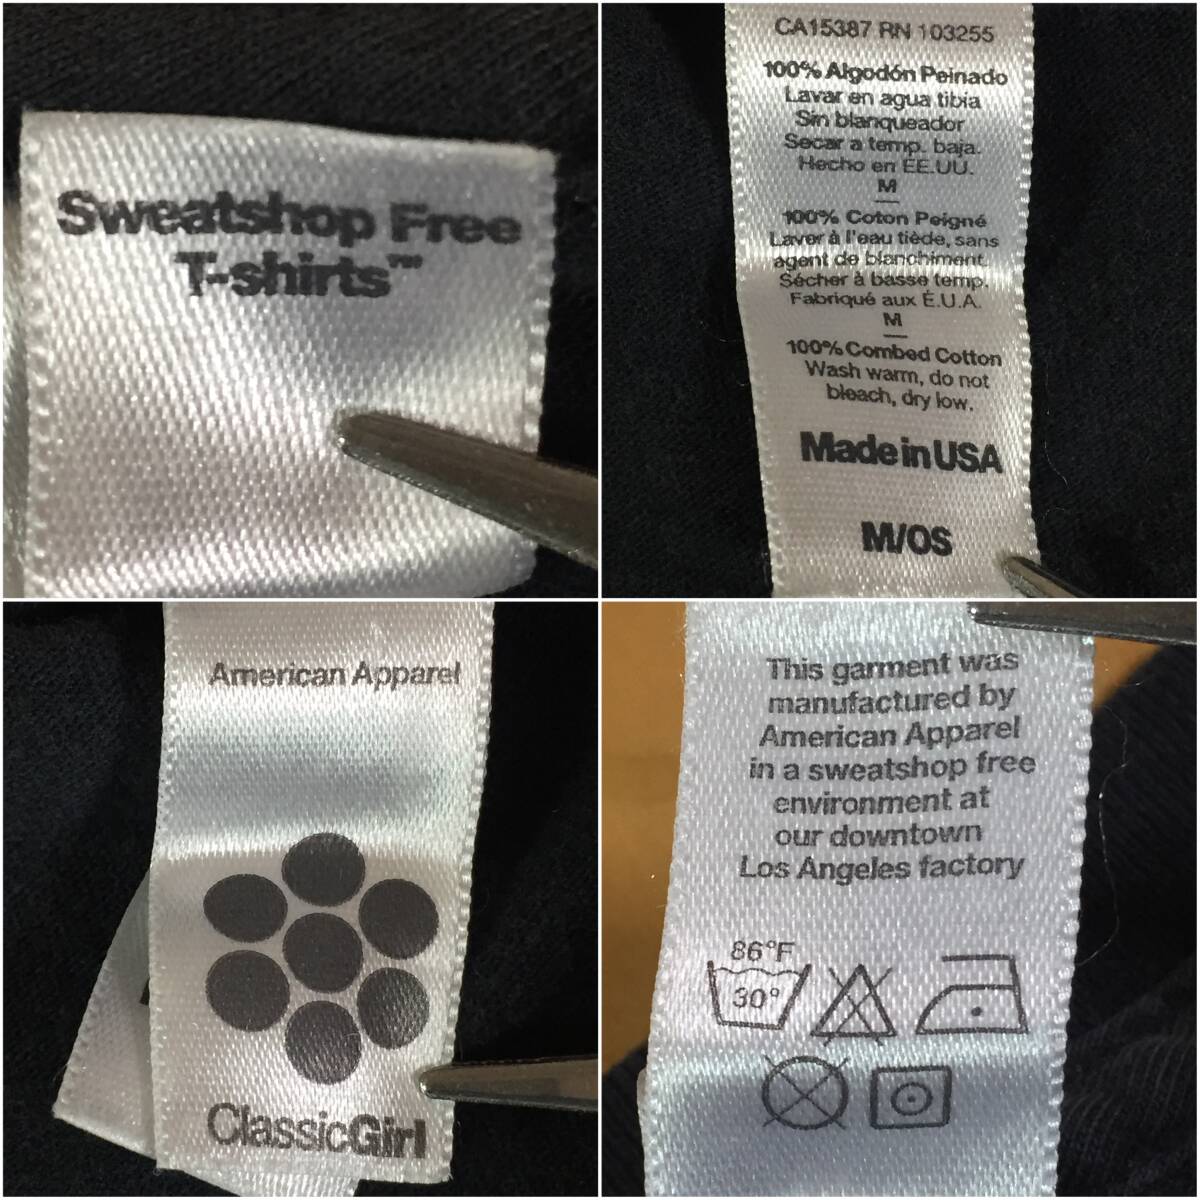 Sweatshop Free
T-shirts™
CA15387 RN 103255
100% Algodón Peinado
Lavar en agua tibia
Sin blanqueador
Secar a temp. baja.
Hecho en EE.UU.
M
100% Coton Peigné
Laver à l'eau tiède, sans
agent de blanchiment.
Sécher à basse temp.
Fabriqué aux É.U.A.
M
100% Combed Cotton
Wash warm, do not
bleach, dry low.
Made in USA
M/OS
American Apparel
ClassicGirl
This garment was
manufactured by
American Apparel
in a sweatshop free
environment at
our downtown
Los Angeles factory
86°F
30°